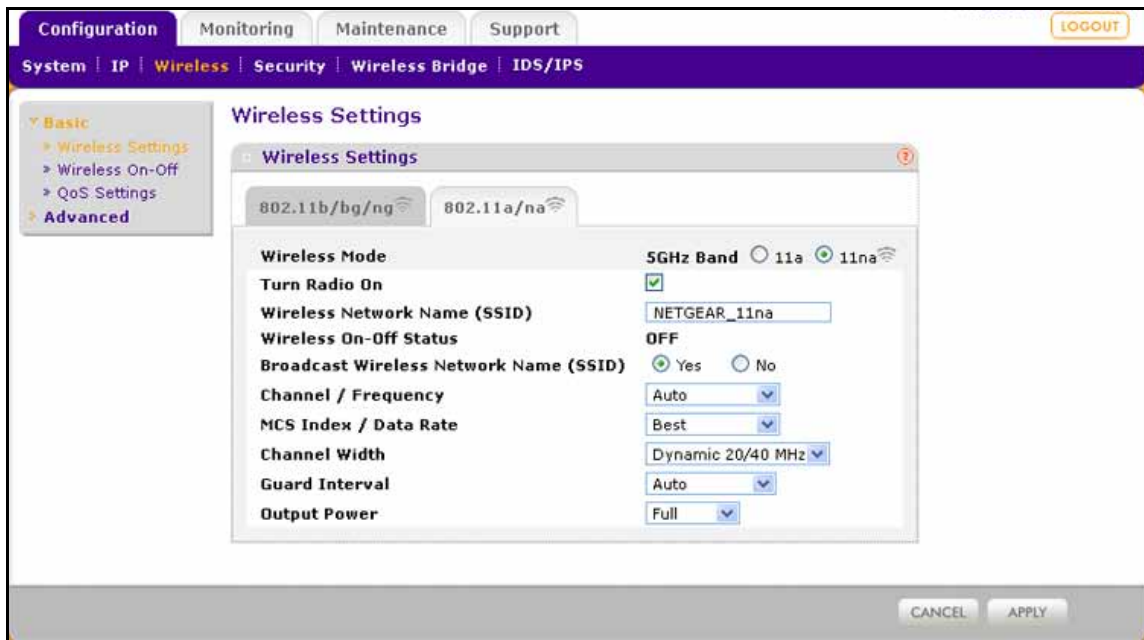 Configuration Monitoring Maintenance Support LOGOUT
System IP Wireless Security Wireless Bridge IDS/IPS
Basic
Wireless Settings
Wireless On-Off
QoS Settings
Advanced
Wireless Settings
Wireless Settings ?
802.11b/bg/ng 802.11a/na
Wireless Mode 5GHz Band 11a 11na
Turn Radio On
Wireless Network Name (SSID) NETGEAR_11na
Wireless On-Off Status OFF
Broadcast Wireless Network Name (SSID) Yes No
Channel / Frequency Auto
MCS Index / Data Rate Best
Channel Width Dynamic 20/40 MHz
Guard Interval Auto
Output Power Full
CANCEL APPLY